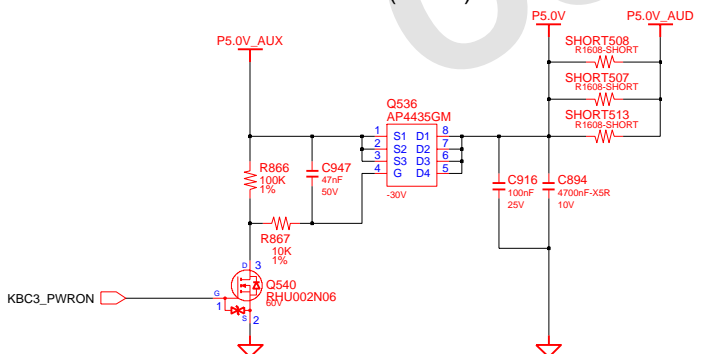 P5.0V
P5.0V_AUD
P5.0V_AUX
SHORT508
R1608-SHORT
SHORT507
R1608-SHORT
SHORT513
R1608-SHORT
Q536
AP4435GM
1 S1 D1 8
2 S2 D2 7
3 S3 D3 6
4 G D4 5
-30V
R866
100K
1%
C947
47nF
50V
C916
100nF
25V
C894
4700nF-X5R
10V
R867
10K
1%
D 3
Q540
RHU002N06
60V
G
1
S 2
KBC3_PWRON